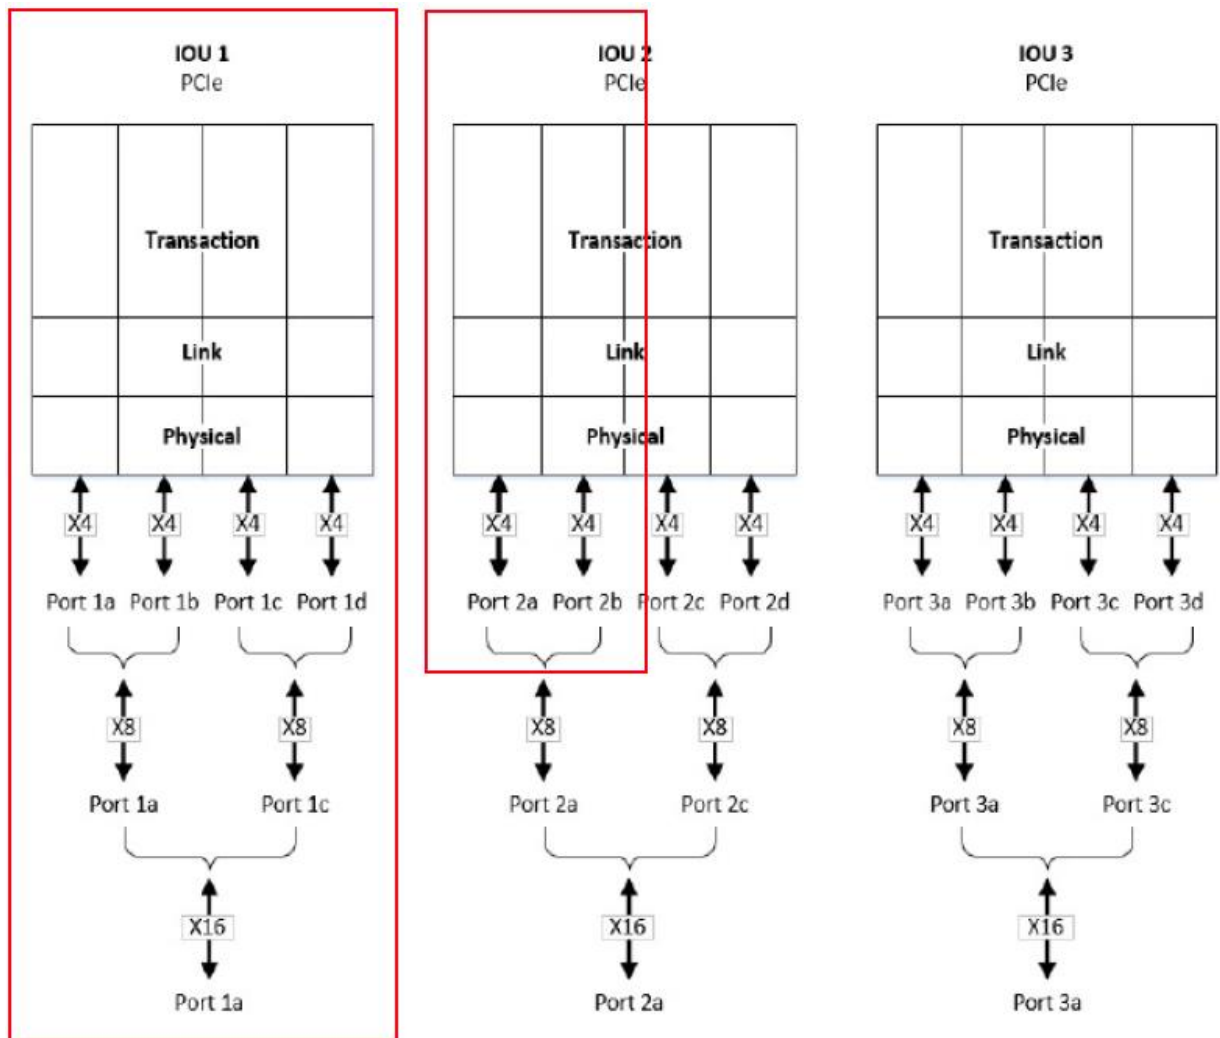 IOU 1
PCIe
Transaction
Link
Physical
X4 X4 X4 X4
Port 1a Port 1b Port 1c Port 1d
X8 X8
Port 1a Port 1c
X16
Port 1a
IOU 2
PCIe
Transaction
Link
Physical
X4 X4 X4 X4
Port 2a Port 2b Port 2c Port 2d
X8 X8
Port 2a Port 2c
X16
Port 2a
IOU 3
PCIe
Transaction
Link
Physical
X4 X4 X4 X4
Port 3a Port 3b Port 3c Port 3d
X8 X8
Port 3a Port 3c
X16
Port 3a